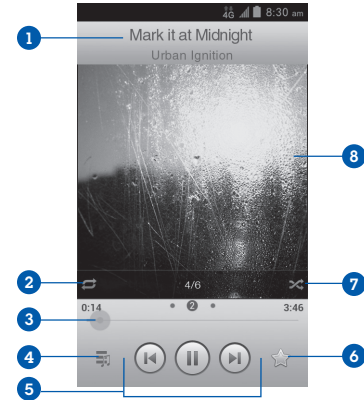 4G 8:30 am
1 Mark it at Midnight
Urban Ignition
8
2 4/6 7
0:14 2 3:46
3
4 6
5